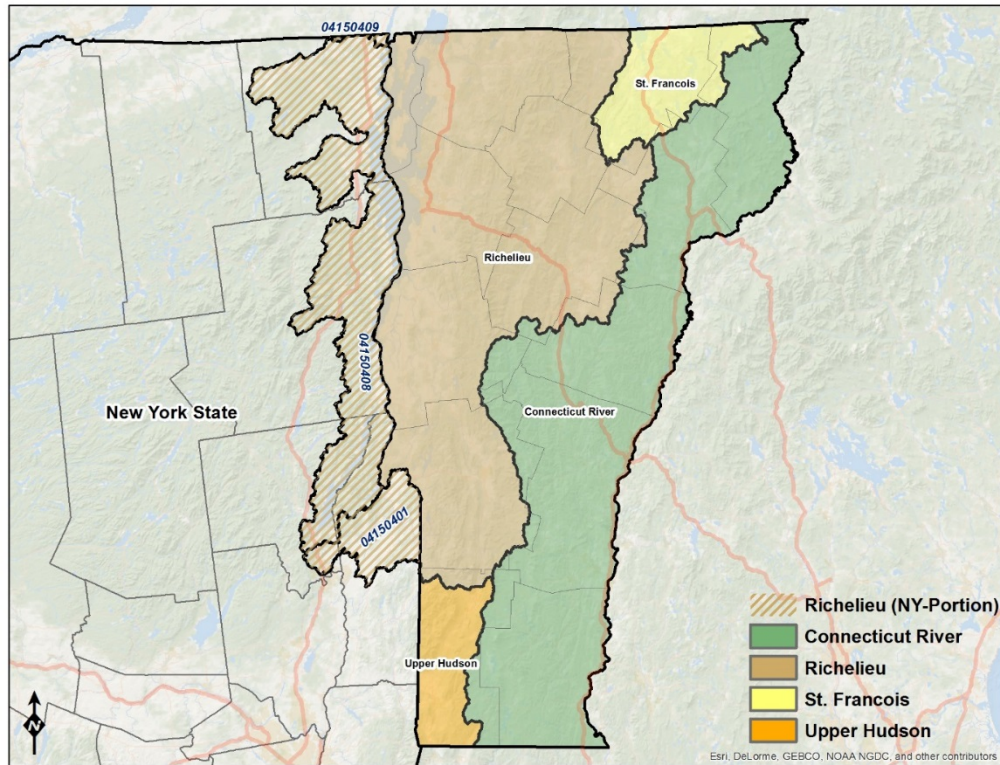 04150409
St. Francois
Richelieu
04150408
New York State
Connecticut River
04150401
Upper Hudson
Richelieu (NY-Portion)
Connecticut River
Richelieu
St. Francois
Upper Hudson
N
Esri, DeLorme, GEBCO, NOAA NGDC, and other contributors